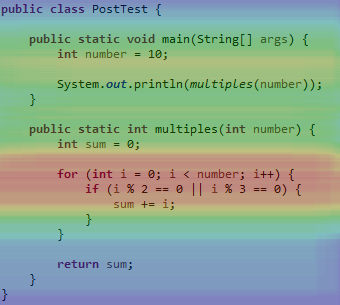 public class PostTest {
public static void main(String[] args) {
int number = 10;
System.out.println(multiples(number));
}
public static int multiples(int number) {
int sum = 0;
for (int i = 0; i < number; i++) {
if (i % 2 == 0 || i % 3 == 0) {
sum += i;
}
}
return sum;
}
}